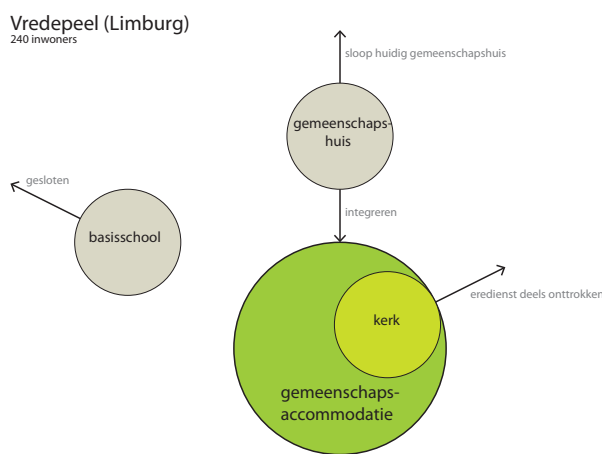 Vredepeel (Limburg)
240 inwoners
sloop huidig gemeenschapshuis
gemeenschaps-
huis
gesloten
integreren
basisschool
eredienst deels onttrokken
kerk
gemeenschaps-
accommodatie